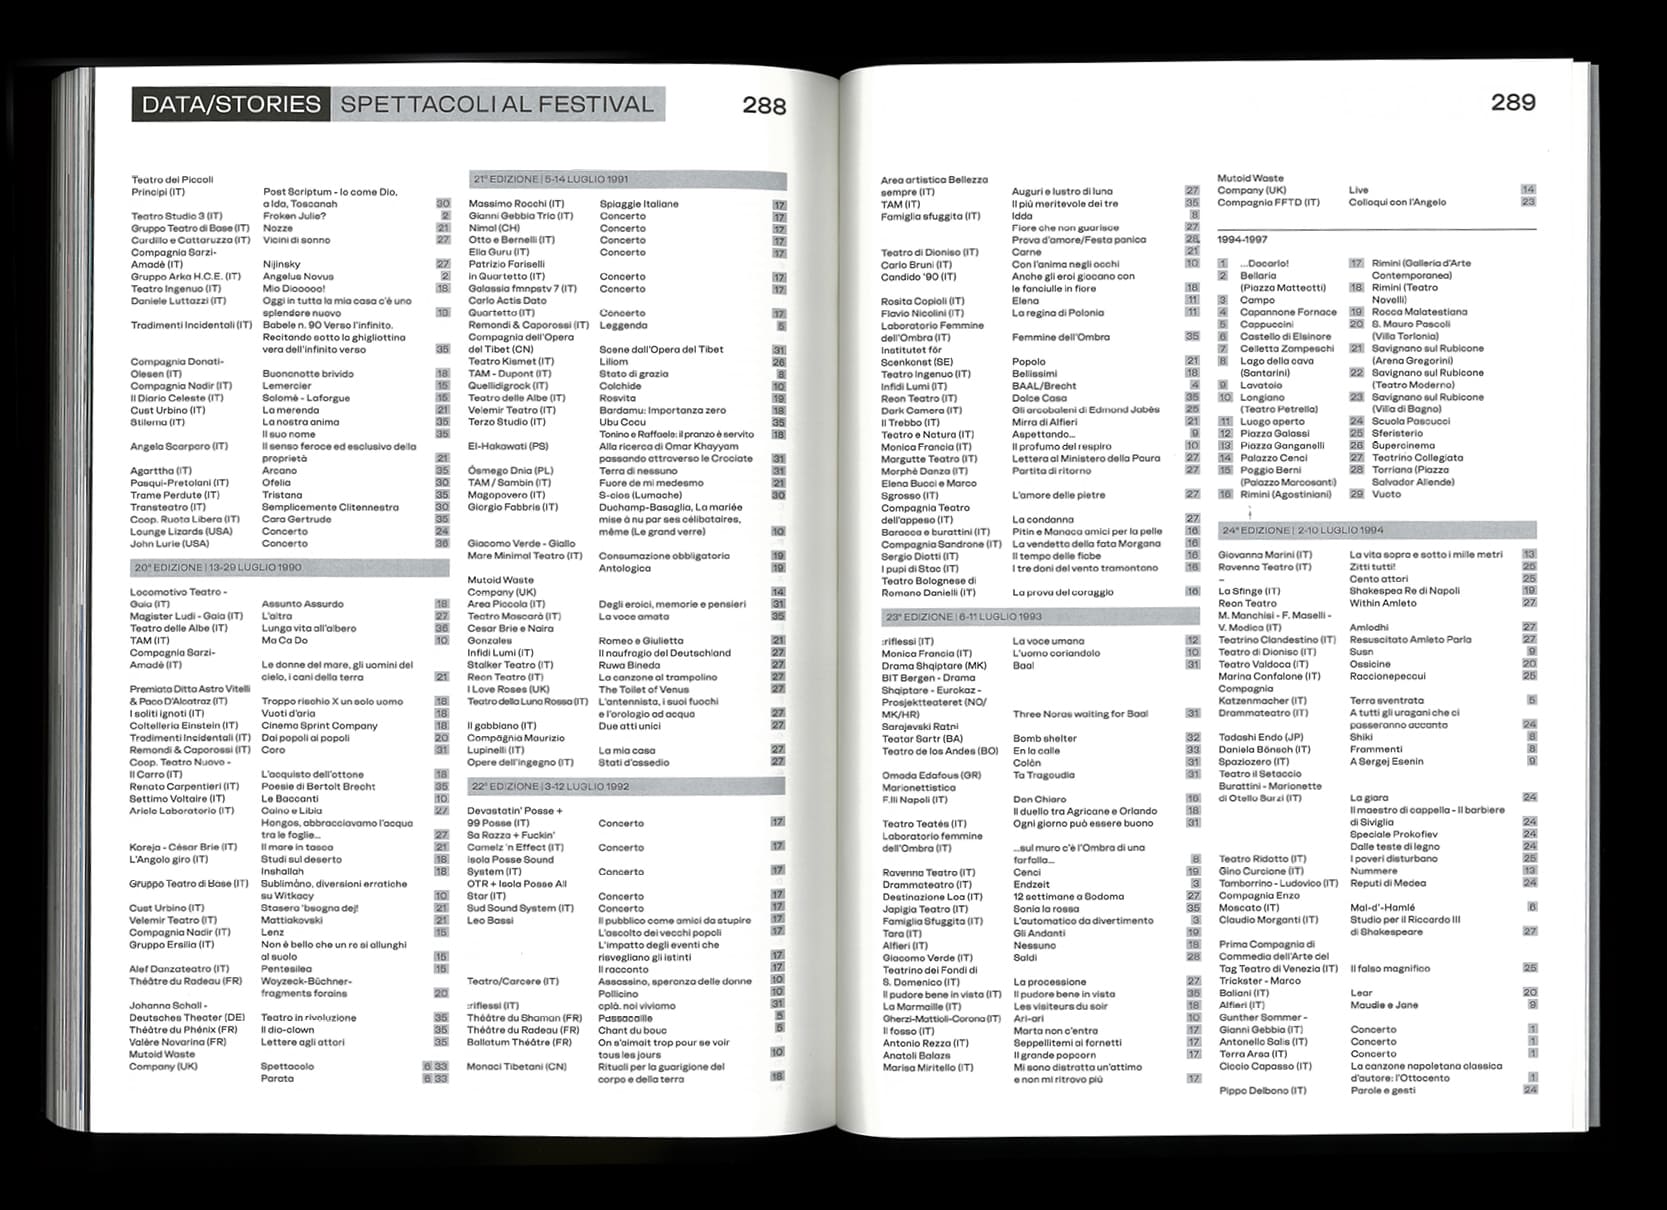 DATA/STORIES SPETTACOLI AL FESTIVAL
288
Teatro dei Piccoli
Principi (IT) Post Scriptum - Io come Dio,
a Ida, Toscanah 30
Teatro Studio 3 (IT) Froken Julie? 2
Gruppo Teatro di Base (IT) Nozze 21
Cardillo e Cattaruzza (IT) Vicini di sonno 27
Compagnia Sarzi-
Amadè (IT) Nijinsky 27
Gruppo Arka H.C.E. (IT) Angelus Novus 2
Teatro Ingenuo (IT) Mio Diooooo! 18
Daniele Luttazzi (IT) Oggi in tutta la mia casa c'è uno
splendore nuovo 10
Tradimenti Incidentali (IT) Babele n. 90 Verso l'infinito.
Recitando sotto la ghigliottina
vera dell'infinito verso 35
Compagnia Donati-
Olesen (IT) Buonanotte brivido 18
Compagnia Nadir (IT) Lemercier 15
Il Diario Celeste (IT) Solomè - Laforgue 15
Cust Urbino (IT) La merenda 21
Stilema (IT) La nostra anima 35
Il suo nome 35
Angela Scarparo (IT) Il senso feroce ed esclusivo della
proprietà 21
Agarttha (IT) Arcano 35
Pasqui-Pretolani (IT) Ofelia 30
Trame Perdute (IT) Tristana 35
Transteatro (IT) Semplicemente Clitennestra 30
Coop. Ruota Libera (IT) Cara Gertrude 35
Lounge Lizards (USA) Concerto 24
John Lurie (USA) Concerto 36
20ª EDIZIONE | 13-29 LUGLIO 1990
Locomotivo Teatro -
Gaia (IT) Assunto Assurdo 18
Magister Ludi - Gaia (IT) L'altra 27
Teatro delle Albe (IT) Lunga vita all'albero 36
TAM (IT) Ma Ca Do 10
Compagnia Sarzi-
Amadè (IT) Le donne del mare, gli uomini del
cielo, i cani della terra 21
Premiata Ditta Astro Vitelli
& Paco D'Alcatraz (IT) Troppo rischio X un solo uomo 18
I soliti ignoti (IT) Vuoti d'aria 18
Coltelleria Einstein (IT) Cinema Sprint Company 18
Tradimenti Incidentali (IT) Dai popoli ai popoli 20
Remondi & Caporossi (IT) Coro 31
Coop. Teatro Nuovo -
Il Carro (IT) L'acquisto dell'ottone 18
Renato Carpentieri (IT) Poesie di Bertolt Brecht 35
Settimo Voltaire (IT) Le Baccanti 10
Ariele Laboratorio (IT) Caino e Libia 27
Hongos, abbracciavamo l'acqua
tra le foglie... 27
Koreja - César Brie (IT) Il mare in tasca 21
L'Angolo giro (IT) Studi sul deserto 18
Inshallah 18
Gruppo Teatro di Base (IT) Sublimàno, diversioni erratiche
su Witkacy 10
Cust Urbino (IT) Stasera 'bsogna dej! 21
Velemir Teatro (IT) Mattiakovski 21
Compagnia Nadir (IT) Lenz 15
Gruppo Ersilia (IT) Non è bello che un re si allunghi
al suolo 15
Alef Danzateatro (IT) Pentesilea 15
Théâtre du Radeau (FR) Woyzeck-Büchner-
fragments forains 20
Johanna Schall -
Deutsches Theater (DE) Teatro in rivoluzione 35
Théâtre du Phénix (FR) Il dio-clown 35
Valère Novarina (FR) Lettere agli attori 35
Mutoid Waste
Company (UK) Spettacolo 6 33
Parata 6 33
21ª EDIZIONE | 5-14 LUGLIO 1991
Massimo Rocchi (IT) Spiaggie Italiane 17
Gianni Gebbia Trio (IT) Concerto 17
Nimal (CH) Concerto 17
Otto e Bernelli (IT) Concerto 17
Ella Guru (IT) Concerto 17
Patrizio Fariselli
in Quartetto (IT) Concerto 17
Galassia fmnpstv 7 (IT) Concerto 17
Carlo Actis Dato
Quartetto (IT) Concerto 17
Remondi & Caporossi (IT) Leggenda 5
Compagnia dell'Opera
del Tibet (CN) Scene dall'Opera del Tibet 31
Teatro Kismet (IT) Liliom 26
TAM - Dupont (IT) Stato di grazia 8
Quellidigrock (IT) Colchide 10
Teatro delle Albe (IT) Rosvita 19
Velemir Teatro (IT) Bardamu: Importanza zero 18
Terzo Studio (IT) Ubu Cocu 35
Tonino e Raffaele: il pranzo è servito 18
El-Hakawati (PS) Alla ricerca di Omar Khayyam
passando attraverso le Crociate 31
Ósmego Dnia (PL) Terra di nessuno 31
TAM / Sambin (IT) Fuore de mi medesmo 21
Magopovero (IT) S-cios (Lumache) 30
Giorgio Fabbris (IT) Duchamp-Basaglia, La mariée
mise à nu par ses célibataires,
même (Le grand verre) 10
Giacomo Verde - Giallo
Mare Minimal Teatro (IT) Consumazione obbligatoria 19
Antologica 19
Mutoid Waste
Company (UK) 14
Area Piccola (IT) Degli eroici, memorie e pensieri 31
Teatro Mascarà (IT) La voce amata 35
Cesar Brie e Naira
Gonzales Romeo e Giulietta 21
Infidi Lumi (IT) Il naufragio del Deutschland 27
Stalker Teatro (IT) Ruwa Bineda 27
Reon Teatro (IT) La canzone al trampolino 27
I Love Roses (UK) The Toilet of Venus 27
Teatro della Luna Rossa (IT) L'antennista, i suoi fuochi
e l'orologio ad acqua 27
Il gabbiano (IT) Due atti unici 27
Compagnia Maurizio
Lupinelli (IT) La mia casa 27
Opere dell'ingegno (IT) Stati d'assedio 27
22ª EDIZIONE | 3-12 LUGLIO 1992
Devastatin' Posse +
99 Posse (IT) Concerto 17
Sa Razza + Fuckin'
Camelz 'n Effect (IT) Concerto 17
Isola Posse Sound
System (IT) Concerto 17
OTR + Isola Posse All
Star (IT) Concerto 17
Sud Sound System (IT) Concerto 17
Leo Bassi Il pubblico come amici da stupire 17
L'ascolto dei vecchi popoli 17
L'impatto degli eventi che
risvegliano gli istinti 17
Il racconto 17
Teatro/Carcere (IT) Assassino, speranza delle donne 10
Pollicino 10
:riflessi (IT) oplà, noi viviamo 31
Théâtre du Shaman (FR) Passacaille 5
Théâtre du Radeau (FR) Chant du bouc 5
Ballatum Théâtre (FR) On s'aimait trop pour se voir
tous les jours 10
Monaci Tibetani (CN) Rituali per la guarigione del
corpo e della terra 18
289
Area artistica Bellezza
sempre (IT) Auguri e lustro di luna 27
TAM (IT) Il più meritevole dei tre 35
Famiglia sfuggita (IT) Idda 8
Fiore che non guarisce 27
Prova d'amore/Festa panica 28
Teatro di Dioniso (IT) Carne 21
Carlo Bruni (IT) Con l'anima negli occhi 10
Candido '90 (IT) Anche gli eroi giocano con
le fanciulle in fiore 18
Rosita Copioli (IT) Elena 11
Flavio Nicolini (IT) La regina di Polonia 11
Laboratorio Femmine
dell'Ombra (IT) Femmine dell'Ombra 35
Institutet för
Scenkonst (SE) Popolo 21
Teatro Ingenuo (IT) Bellissimi 18
Infidi Lumi (IT) BAAL/Brecht 4
Reon Teatro (IT) Dolce Casa 35
Dark Camera (IT) Gli arcobaleni di Edmond Jabès 25
Il Trebbo (IT) Mirra di Alfieri 21
Teatro e Natura (IT) Aspettando... 9
Monica Francia (IT) Il profumo del respiro 10
Margutte Teatro (IT) Lettera al Ministero della Paura 27
Morphé Danza (IT) Partita di ritorno 27
Elena Bucci e Marco
Sgrosso (IT) L'amore delle pietre 27
Compagnia Teatro
dell'appeso (IT) La condanna 27
Baracca e burattini (IT) Pitin e Manaca amici per la pelle 16
Compagnia Sandrone (IT) La vendetta della fata Morgana 16
Sergio Diotti (IT) Il tempo delle fiabe 16
I pupi di Stac (IT) I tre doni del vento tramontano 16
Teatro Bolognese di
Romano Danielli (IT) La prova del coraggio 16
23ª EDIZIONE | 6-11 LUGLIO 1993
:riflessi (IT) La voce umana 12
Monica Francia (IT) L'uomo coriandolo 10
Drama Shqiptare (MK) Baal 31
BIT Bergen - Drama
Shqiptare - Eurokaz -
Prosjektteateret (NO/
MK/HR) Three Noras waiting for Baal 31
Sarajevski Ratni
Teatar Sartr (BA) Bomb shelter 32
Teatro de los Andes (BO) En la calle 33
Colòn 31
Omada Edafous (GR) Ta Tragoudia 31
Marionettistica
F.lli Napoli (IT) Don Chiaro 16
Il duello tra Agricane e Orlando 18
Teatro Teatés (IT) Ogni giorno può essere buono 31
Laboratorio femmine
dell'Ombra (IT) ...sul muro c'è l'Ombra di una
farfalla... 8
Ravenna Teatro (IT) Cenci 19
Drammateatro (IT) Endzeit 3
Destinazione Loa (IT) 12 settimane a Sodoma 27
Japigia Teatro (IT) Sonia la rossa 35
Famiglia Sfuggita (IT) L'automatico da divertimento 3
Tara (IT) Gli Andanti 19
Alfieri (IT) Nessuno 18
Giacomo Verde (IT) Saldi 28
Teatrino dei Fondi di
S. Domenico (IT) La processione 27
Il pudore bene in vista (IT) Il pudore bene in vista 35
La Marmaille (IT) Les visiteurs du soir 18
Gherzi-Mattioli-Corona (IT) Ari-ari 10
Il fosso (IT) Marta non c'entra 17
Antonio Rezza (IT) Seppellitemi ai fornetti 17
Anatoli Balazs Il grande popcorn 17
Marisa Miritello (IT) Mi sono distratta un'attimo
e non mi ritrovo più 17
Mutoid Waste
Company (UK) Live 14
Compagnia FFTD (IT) Colloqui con l'Angelo 23
1994-1997
1 ...Dacarlo!
2 Bellaria
(Piazza Matteotti)
3 Campo
4 Capannone Fornace
5 Cappuccini
6 Castello di Elsinore
7 Celletta Zampeschi
8 Lago della cava
(Santarini)
9 Lavatoio
10 Longiano
(Teatro Petrella)
11 Luogo aperto
12 Piazza Galassi
13 Piazza Ganganelli
14 Palazzo Cenci
15 Poggio Berni
(Palazzo Marcosanti)
16 Rimini (Agostiniani)
17 Rimini (Galleria d'Arte
Contemporanea)
18 Rimini (Teatro
Novelli)
19 Rocca Malatestiana
20 S. Mauro Pascoli
(Villa Torlonia)
21 Savignano sul Rubicone
(Arena Gregorini)
22 Savignano sul Rubicone
(Teatro Moderno)
23 Savignano sul Rubicone
(Villa di Bagno)
24 Scuola Pascucci
25 Sferisterio
26 Supercinema
27 Teatrino Collegiata
28 Torriana (Piazza
Salvador Allende)
29 Vuoto
24ª EDIZIONE | 2-10 LUGLIO 1994
Giovanna Marini (IT) La vita sopra e sotto i mille metri 13
Ravenna Teatro (IT) Zitti tutti! 25
– Cento attori 25
La Sfinge (IT) Shakespea Re di Napoli 19
Reon Teatro Within Amleto 27
M. Manchisi - F. Maselli -
V. Modica (IT) Amlodhi 27
Teatrino Clandestino (IT) Resuscitato Amleto Parla 27
Teatro di Dioniso (IT) Susn 9
Teatro Valdoca (IT) Ossicine 20
Marina Confalone (IT) Raccionepeccui 25
Compagnia
Katzenmacher (IT) Terra sventrata 5
Drammateatro (IT) A tutti gli uragani che ci
passeranno accanto 24
Tadashi Endo (JP) Shiki 8
Daniela Bönsch (IT) Frammenti 8
Spaziozero (IT) A Sergej Esenin 9
Teatro il Setaccio
Burattini - Marionette
di Otello Sarzi (IT) La giara 24
Il maestro di cappella - Il barbiere
di Siviglia 24
Speciale Prokofiev 24
Dalle teste di legno 24
Teatro Ridotto (IT) I poveri disturbano 25
Gino Curcione (IT) Nummere 13
Tamborrino - Ludovico (IT) Reputi di Medea 24
Compagnia Enzo
Moscato (IT) Mal-d'-Hamlé 6
Claudio Morganti (IT) Studio per il Riccardo III
di Shakespeare 27
Prima Compagnia di
Commedia dell'Arte del
Tag Teatro di Venezia (IT) Il falso magnifico 25
Trickster - Marco
Baliani (IT) Lear 20
Alfieri (IT) Maudie e Jane 9
Gunther Sommer -
Gianni Gebbia (IT) Concerto 1
Antonello Salis (IT) Concerto 1
Terra Arsa (IT) Concerto 1
Ciccio Capasso (IT) La canzone napoletana classica
d'autore: l'Ottocento 1
Pippo Delbono (IT) Parole e gesti 24